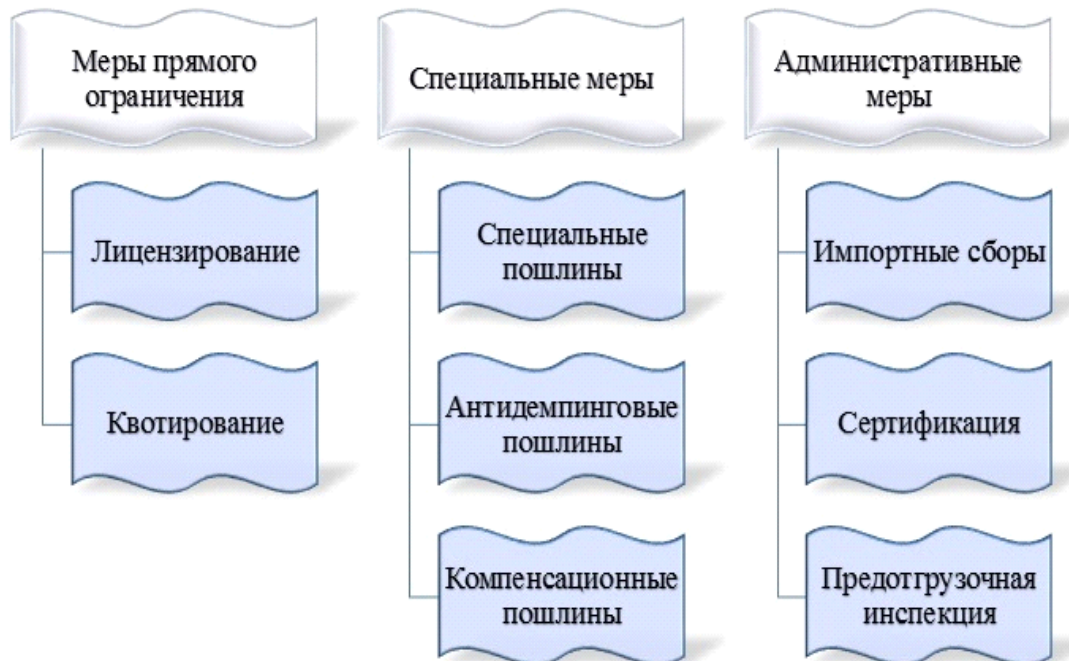 Меры прямого
ограничения
Лицензирование
Квотирование
Специальные меры
Специальные
пошлины
Антидемпинговые
пошлины
Компенсационные
пошлины
Административные
меры
Импортные сборы
Сертификация
Предотгрузочная
инспекция